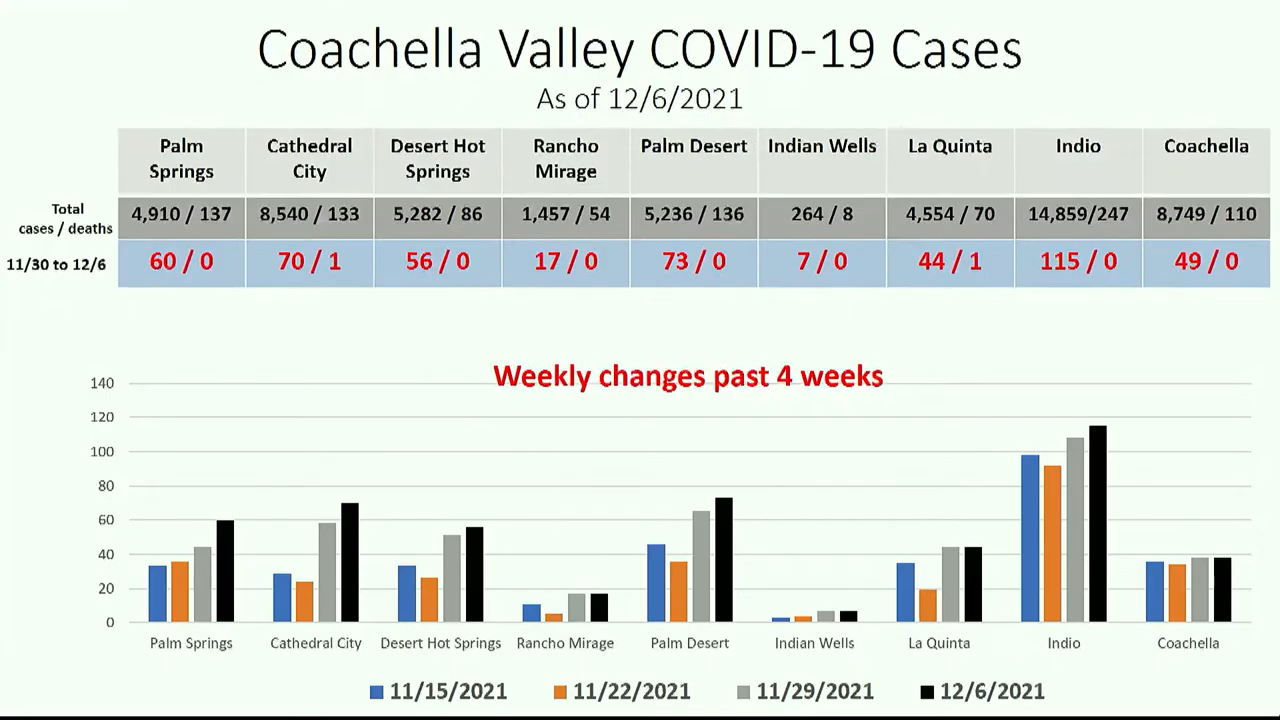 Coachella Valley COVID-19 Cases
As of 12/6/2021
Palm Springs Cathedral City Desert Hot Springs Rancho Mirage Palm Desert Indian Wells La Quinta Indio Coachella
Total cases / deaths 4,910 / 137 8,540 / 133 5,282 / 86 1,457 / 54 5,236 / 136 264 / 8 4,554 / 70 14,859/247 8,749 / 110
11/30 to 12/6 60 / 0 70 / 1 56 / 0 17 / 0 73 / 0 7 / 0 44 / 1 115 / 0 49 / 0
Weekly changes past 4 weeks
140
120
100
80
60
40
20
0
Palm Springs Cathedral City Desert Hot Springs Rancho Mirage Palm Desert Indian Wells La Quinta Indio Coachella
11/15/2021 11/22/2021 11/29/2021 12/6/2021